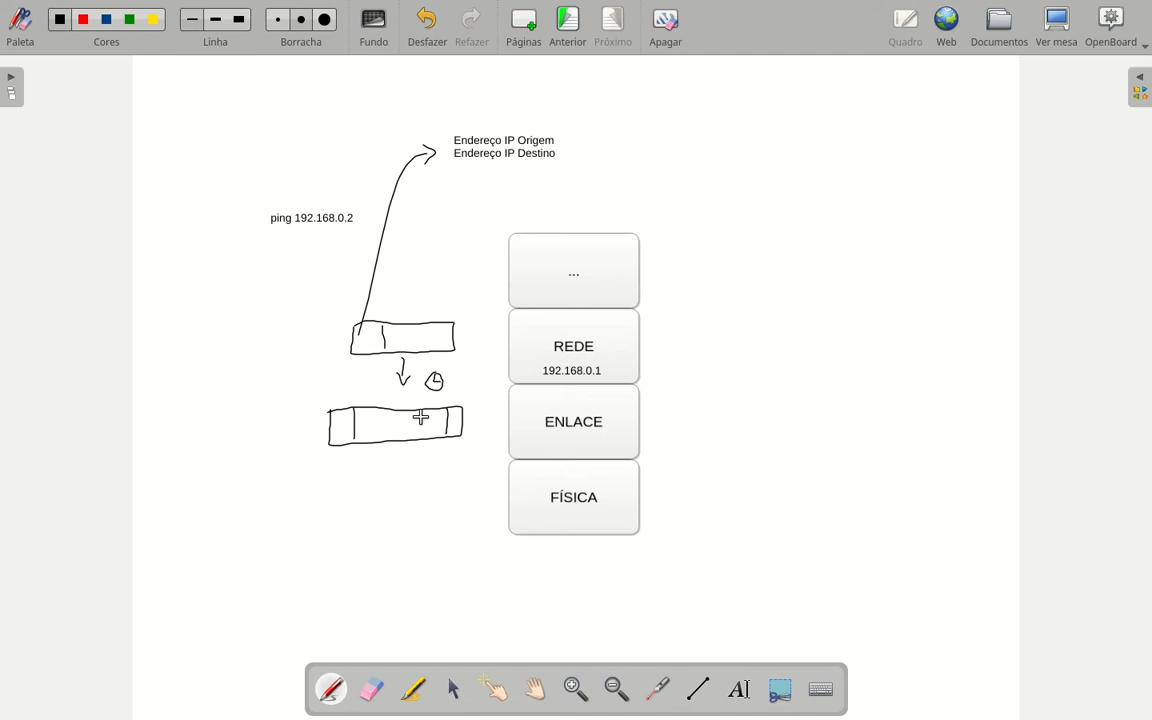 Paleta
Cores
Linha
Borracha
Fundo
Desfazer
Refazer
Páginas
Anterior
Próximo
Apagar
Quadro
Web
Documentos
Ver mesa
OpenBoard
Endereço IP Origem
Endereço IP Destino
ping 192.168.0.2
...
REDE
192.168.0.1
ENLACE
FÍSICA